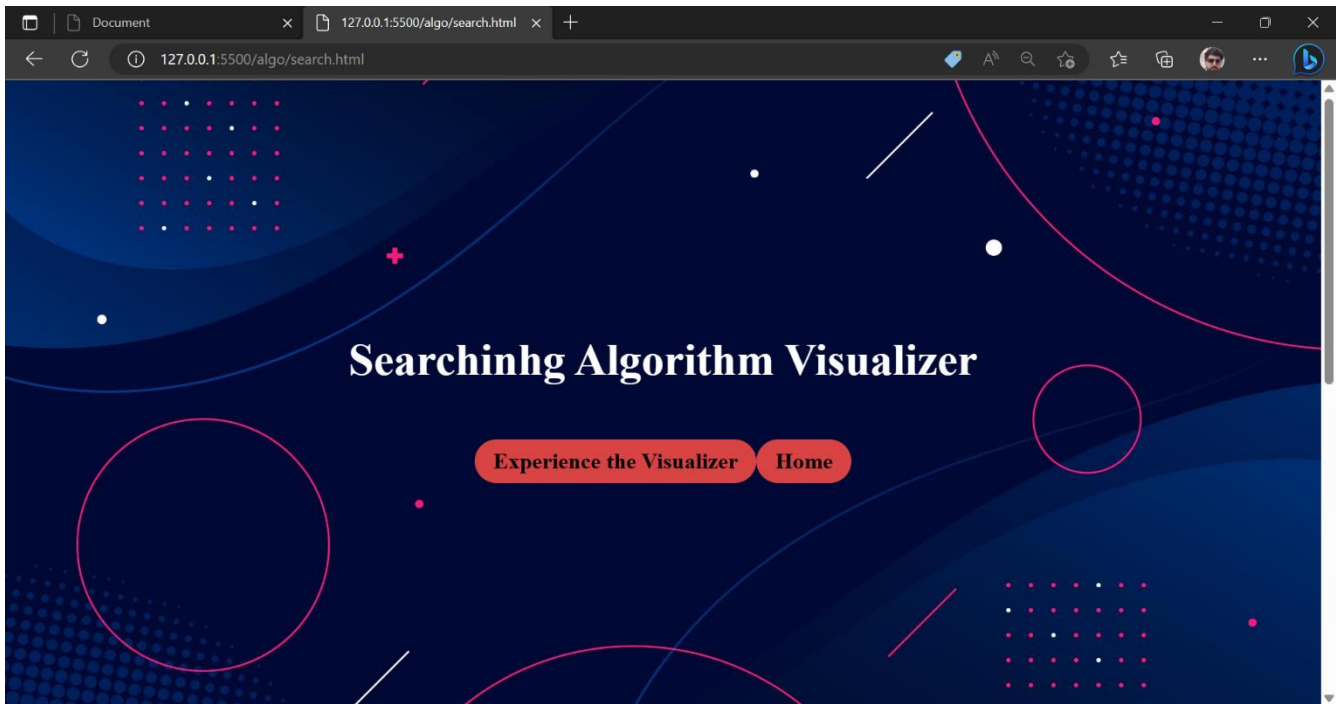 Document
127.0.0.1:5500/algo/search.html
127.0.0.1:5500/algo/search.html
Searchinhg Algorithm Visualizer
Experience the Visualizer Home